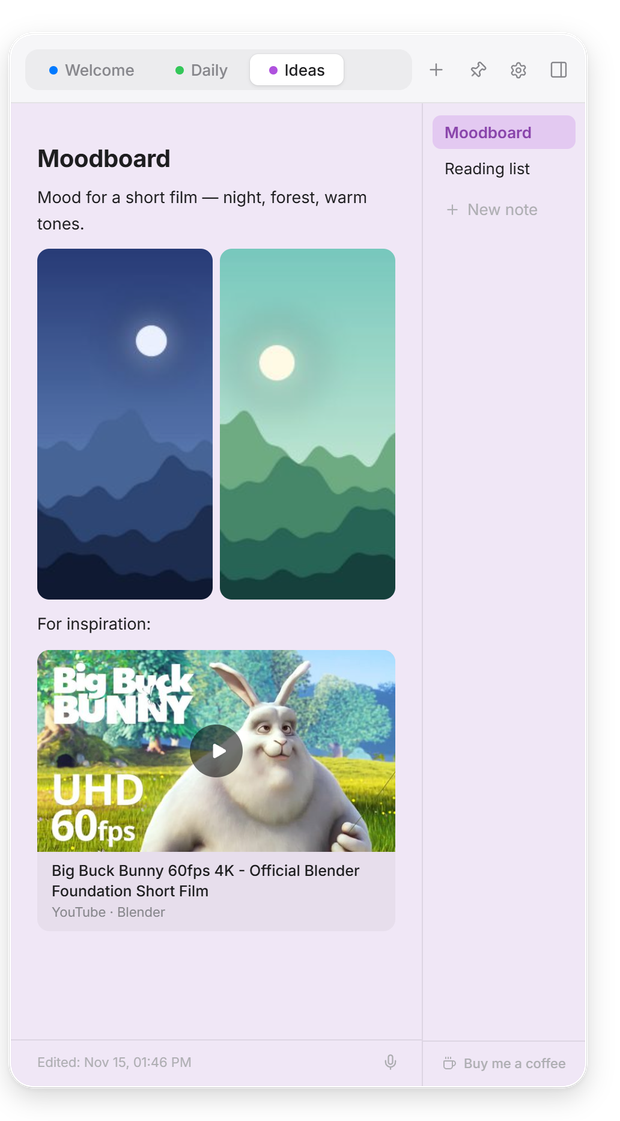 Welcome
Daily
Ideas
Moodboard
Mood for a short film — night, forest, warm
tones.
For inspiration:
Big Buck
BUNNY
UHD
60fps
Big Buck Bunny 60fps 4K - Official Blender
Foundation Short Film
YouTube · Blender
Edited: Nov 15, 01:46 PM
Moodboard
Reading list
+ New note
Buy me a coffee